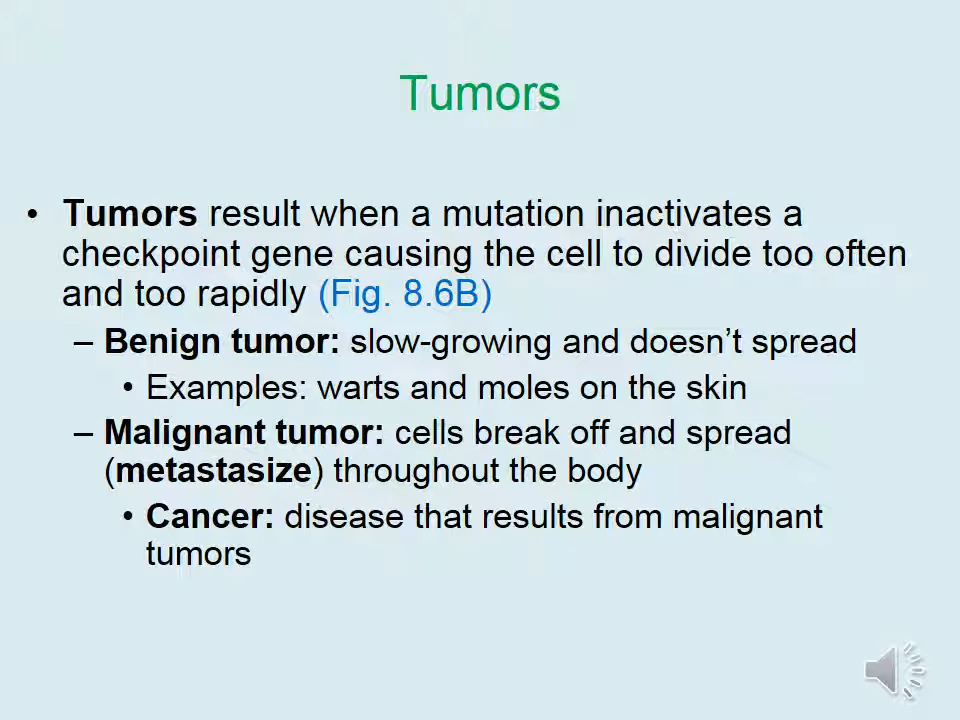 Tumors
• Tumors result when a mutation inactivates a
checkpoint gene causing the cell to divide too often
and too rapidly (Fig. 8.6B)
– Benign tumor: slow-growing and doesn’t spread
• Examples: warts and moles on the skin
– Malignant tumor: cells break off and spread
(metastasize) throughout the body
• Cancer: disease that results from malignant
tumors